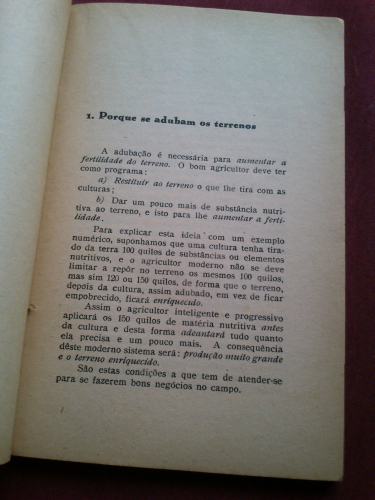 1. Porque se adubam os terrenos
A adubação é necessária para aumentar a
fertilidade do terreno. O bom agricultor deve ter
como programa:
a) Restituir ao terreno o que lhe tira com as
culturas;
b) Dar um pouco mais de substância nutri-
tiva ao terreno, e isto para lhe aumentar a ferti-
lidade.
Para explicar esta ideia com um exemplo
numérico, suponhamos que uma cultura tenha tira-
do da terra 100 quilos de substâncias ou elementos
nutritivos, e o agricultor moderno não se deve
limitar a repôr no terreno os mesmos 100 quilos,
mas sim 120 ou 150 quilos, de forma que o terreno,
depois da cultura, assim adubado, em vez de ficar
empobrecido, ficará enriquecido.
Assim o agricultor inteligente e progressivo
aplicará os 150 quilos de matéria nutritiva antes
da cultura e desta forma adeantará tudo quanto
ela precisa e um pouco mais. A consequência
dêste moderno sistema será: produção muito grande
e o terreno enriquecido.
São estas condições a que tem de atender-se
para se fazerem bons negócios no campo.